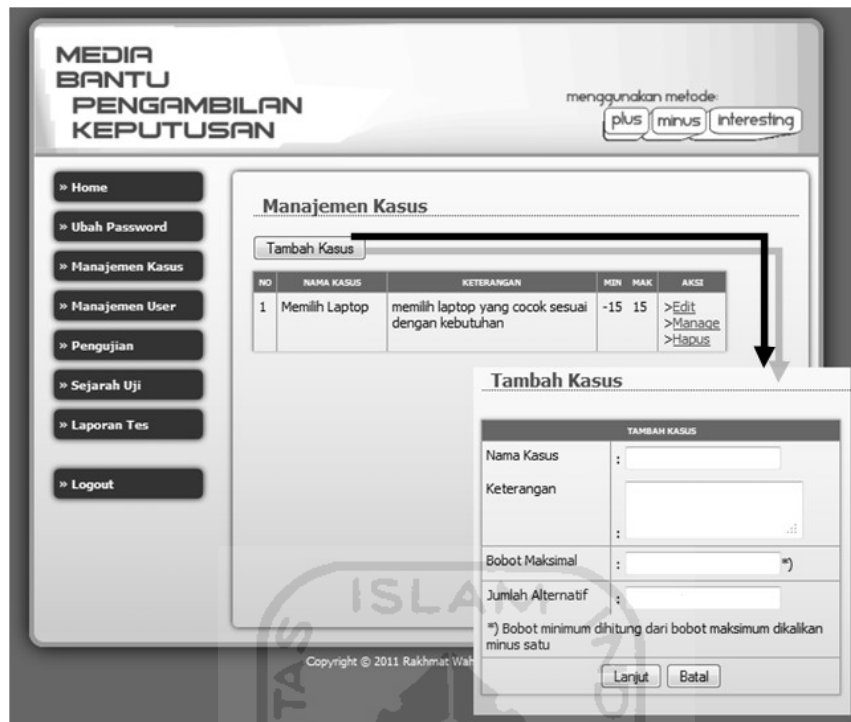 MEDIA
BANTU
PENGAMBILAN
KEPUTUSAN
menggunakan metode:
plus minus interesting
» Home
» Ubah Password
» Manajemen Kasus
» Manajemen User
» Pengujian
» Sejarah Uji
» Laporan Tes
» Logout
Manajemen Kasus
Tambah Kasus
NO NAMA KASUS KETERANGAN MIN MAK AKSI
1 Memilih Laptop memilih laptop yang cocok sesuai dengan kebutuhan -15 15 >Edit
>Manage
>Hapus
Tambah Kasus
TAMBAH KASUS
Nama Kasus :
Keterangan :
Bobot Maksimal : *)
Jumlah Alternatif :
*) Bobot minimum dihitung dari bobot maksimum dikalikan
minus satu
Lanjut Batal
Copyright © 2011 Rakhmat Wah
ISLAM
TAS